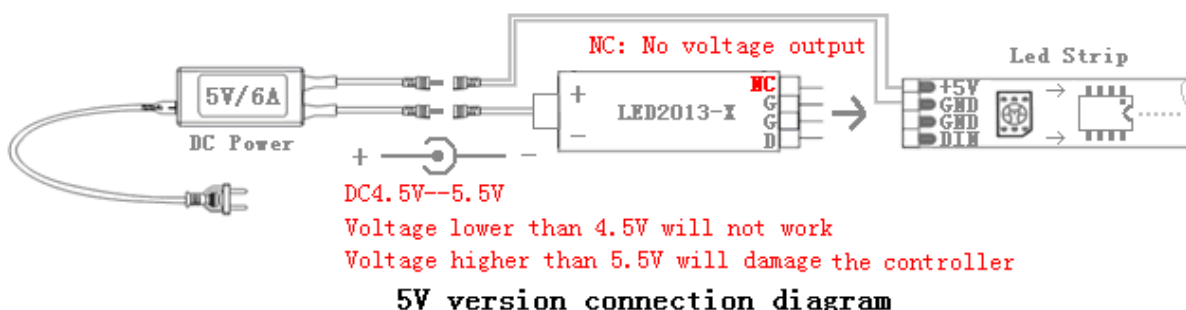 NC: No voltage output
Led Strip
5V/6A
DC Power
+
−
LED2013-X
NC
G
G
D
+5V
GND
GND
DIN
+ −
DC4.5V--5.5V
Voltage lower than 4.5V will not work
Voltage higher than 5.5V will damage the controller
5V version connection diagram